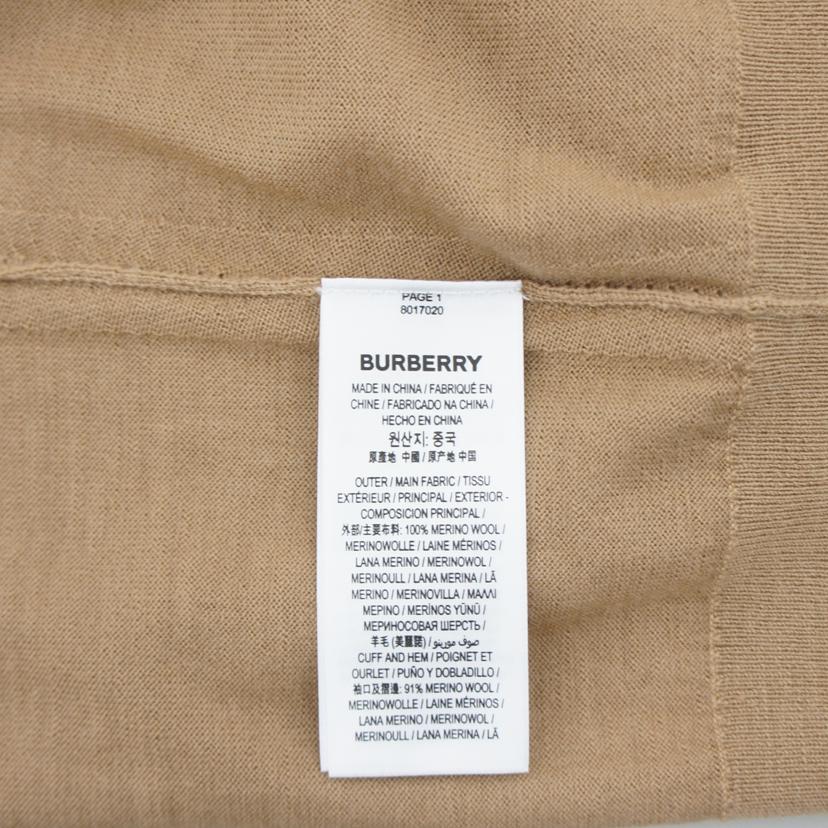 PAGE 1
8017020
BURBERRY
MADE IN CHINA / FABRIQUÉ EN
CHINE / FABRICADO NA CHINA /
HECHO EN CHINA
원산지: 중국
原產地 中國 / 原产地 中国
OUTER / MAIN FABRIC / TISSU
EXTÉRIEUR / PRINCIPAL / EXTERIOR -
COMPOSICIÓN PRINCIPAL /
外部/主要布料: 100% MERINO WOOL /
MERINOWOLLE / LAINE MÉRINOS /
LANA MERINO / MERINOWOL /
MERINOULL / LANA MERINA / LÃ
MERINO / MERINOVILLA / ΜΑΛΛΙ
ΜΕΡΙΝΟ / MERİNOS YÜNÜ /
МЕРИНОСОВАЯ ШЕРСТЬ /
羊毛 (美麗諾) / صوف مورينو
CUFF AND HEM / POIGNET ET
OURLET / PUÑO Y DOBLADILLO /
袖口及摺邊: 91% MERINO WOOL /
MERINOWOLLE / LAINE MÉRINOS /
LANA MERINO / MERINOWOL /
MERINOULL / LANA MERINA / LÃ